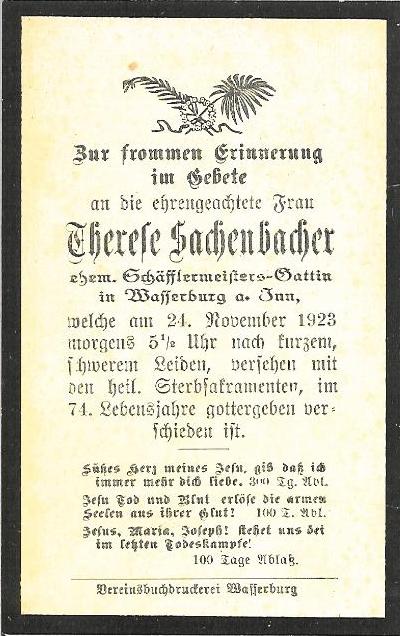 Zur frommen Erinnerung
im Gebete
an die ehrengeachtete Frau
Therese Sachenbacher
ehem. Schäfflermeisters-Gattin
in Wasserburg a. Inn,
welche am 24. November 1923
morgens 5½ Uhr nach kurzem,
schwerem Leiden, versehen mit
den heil. Sterbsakramenten, im
74. Lebensjahre gottergeben ver-
schieden ist.
Süßes Herz meines Jesu, gib daß ich
immer mehr dich liebe. 300 Tg. Abl.
Jesu Tod und Blut erlöse die armen
Seelen aus ihrer Glut! 100 T. Abl.
Jesus, Maria, Joseph! stehet uns bei
im letzten Todeskampfe!
100 Tage Ablaß.
Vereinsbuchdruckerei Wasserburg